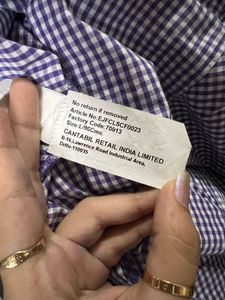 No return if removed
Article No:EJFCLSCF0023
Factory Code:70913
Size:L/96Cms.
CANTABIL RETAIL INDIA LIMITED
B-16,Lawrence Road Industrial Area,
Delhi-110035